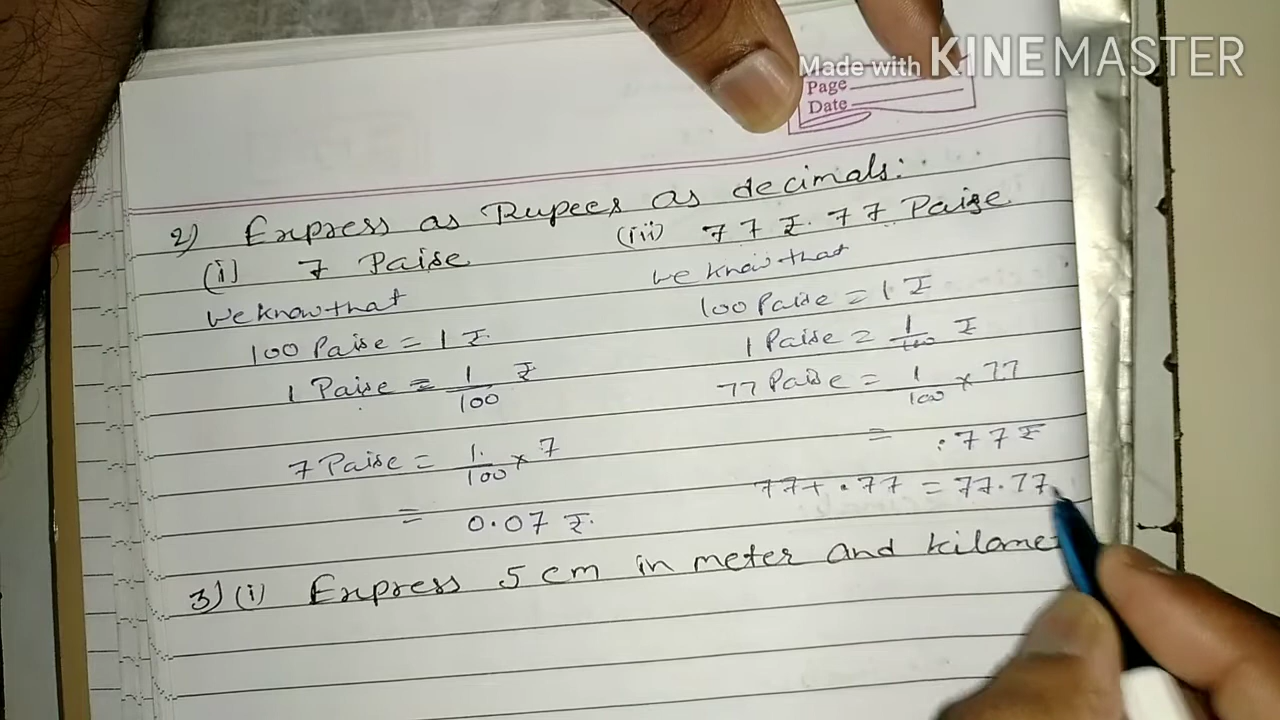 Made with KINEMASTER
Page
Date
2) Express as Rupees as decimals:
(i) 7 Paise
we know that
100 Paise = 1 ₹
1 Paise = 1/100 ₹
7 Paise = 1/100 × 7
= 0.07 ₹.
(iii) 77 ₹. 77 Paise
we know that
100 Paise = 1 ₹
1 Paise = 1/100 ₹
77 Paise = 1/100 × 77
= .77 ₹
77 + .77 = 77.77
3) (i) Express 5 cm in meter and kilome